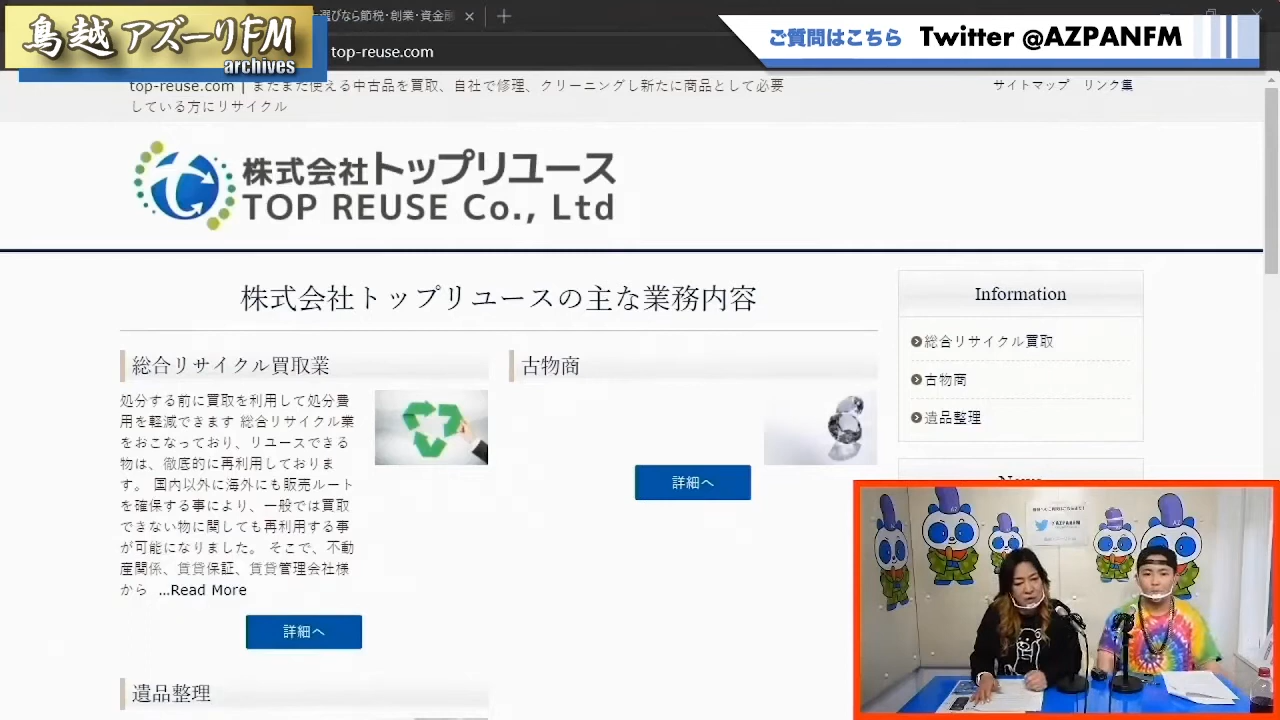 鳥越アズーリFM
archives
選びなら節税・創業・資金
top-reuse.com
ご質問はこちら Twitter @AZPANFM
top-reuse.com | まだまだ使える中古品を買取、自社で修理、クリーニングし新たに商品として必要
している方にリサイクル
サイトマップ リンク集
株式会社トップリユース
TOP REUSE Co., Ltd
株式会社トップリユースの主な業務内容
総合リサイクル買取業
処分する前に買取を利用して処分費
用を軽減できます 総合リサイクル業
をおこなっており、リユースできる
物は、徹底的に再利用しておりま
す。 国内以外に海外にも販売ルート
を確保する事により、一般では買取
できない物に関しても再利用する事
が可能になりました。 そこで、不動
産関係、賃貸保証、賃貸管理会社様
から ...Read More
詳細へ
古物商
詳細へ
遺品整理
Information
総合リサイクル買取
古物商
遺品整理
News
AZPANFM